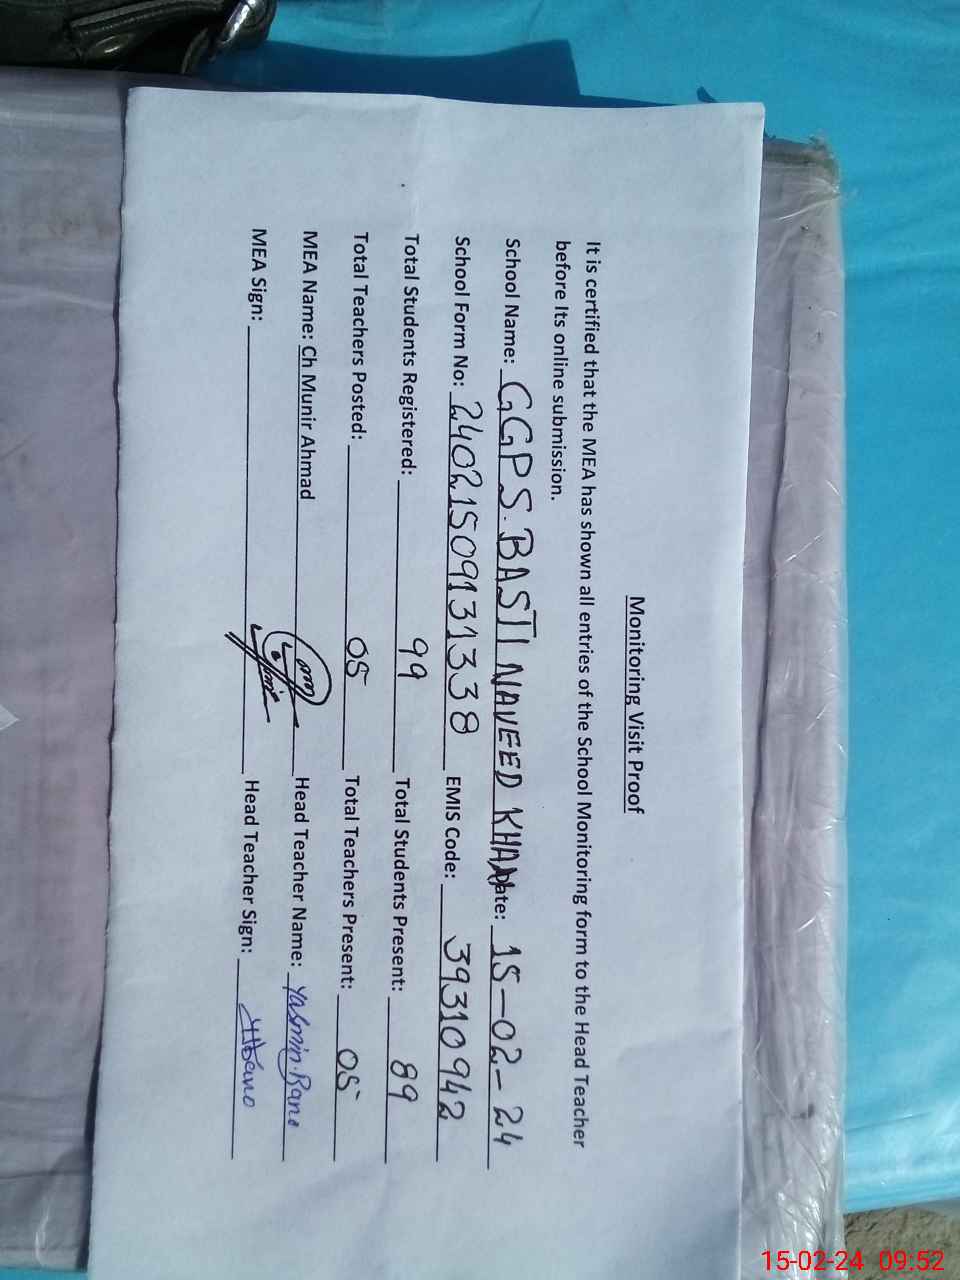 Monitoring Visit Proof
It is certified that the MEA has shown all entries of the School Monitoring form to the Head Teacher
before Its online submission.
School Name: GGPS. BASTI NAVEED KHAN Date: 15-02-24
School Form No: 24021509131338 EMIS Code: 39310942
Total Students Registered: 99 Total Students Present: 89
Total Teachers Posted: 05 Total Teachers Present: 05
MEA Name: Ch Munir Ahmad Head Teacher Name: Yasmin.Bano
MEA Sign: Head Teacher Sign:
15-02-24 09:52